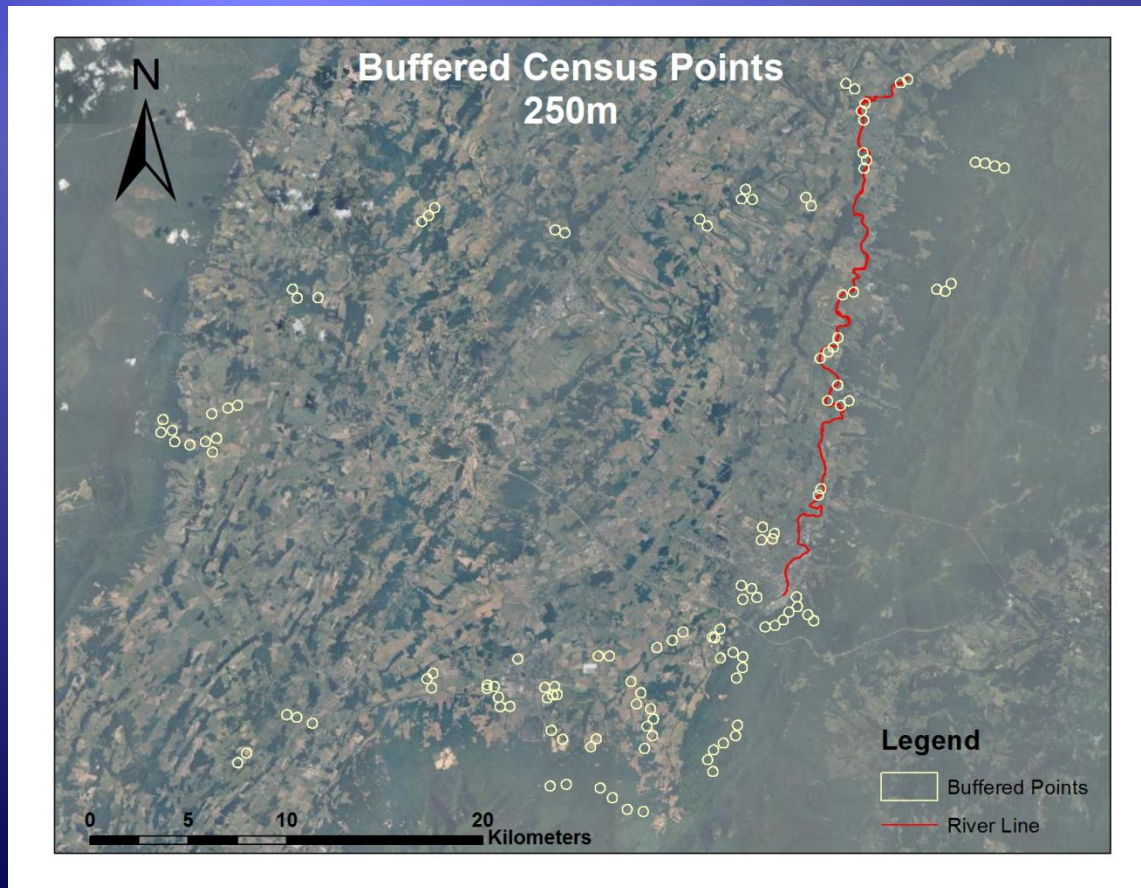 Buffered Census Points
250m
N
Legend
Buffered Points
River Line
0 5 10 20
Kilometers